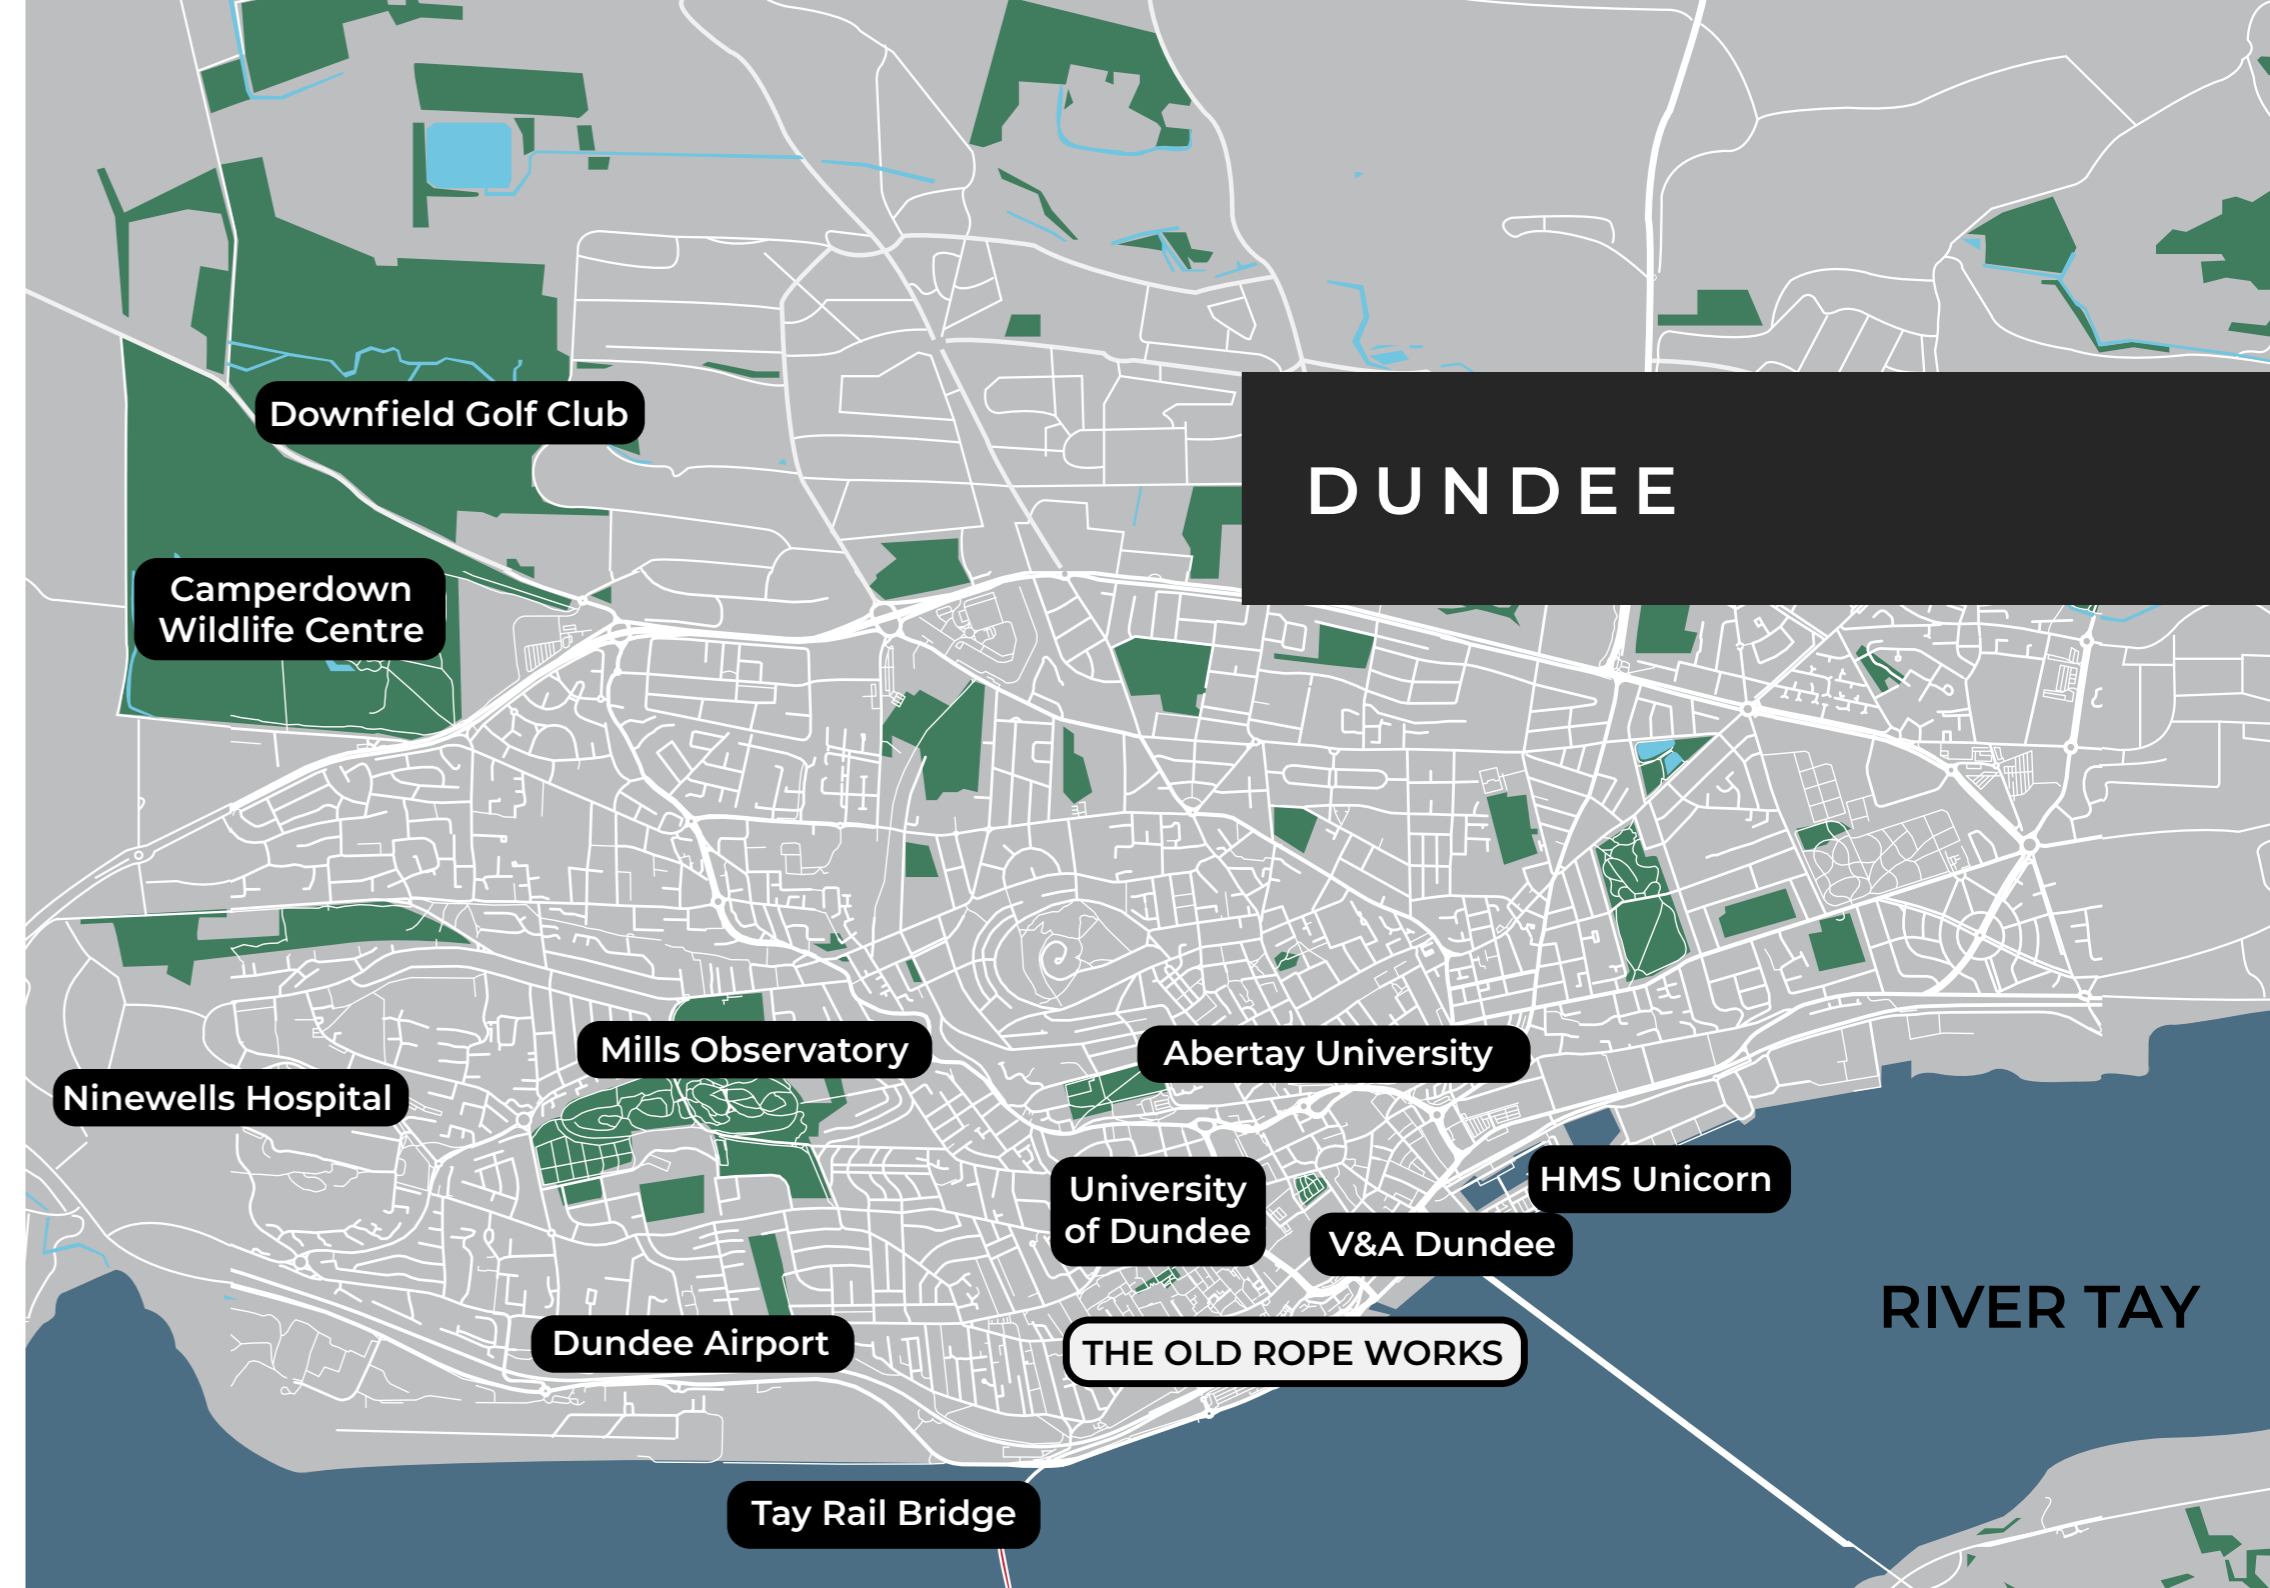 Downfield Golf Club
DUNDEE
Camperdown
Wildlife Centre
Mills Observatory
Abertay University
Ninewells Hospital
University
of Dundee
HMS Unicorn
V&A Dundee
RIVER TAY
Dundee Airport
THE OLD ROPE WORKS
Tay Rail Bridge